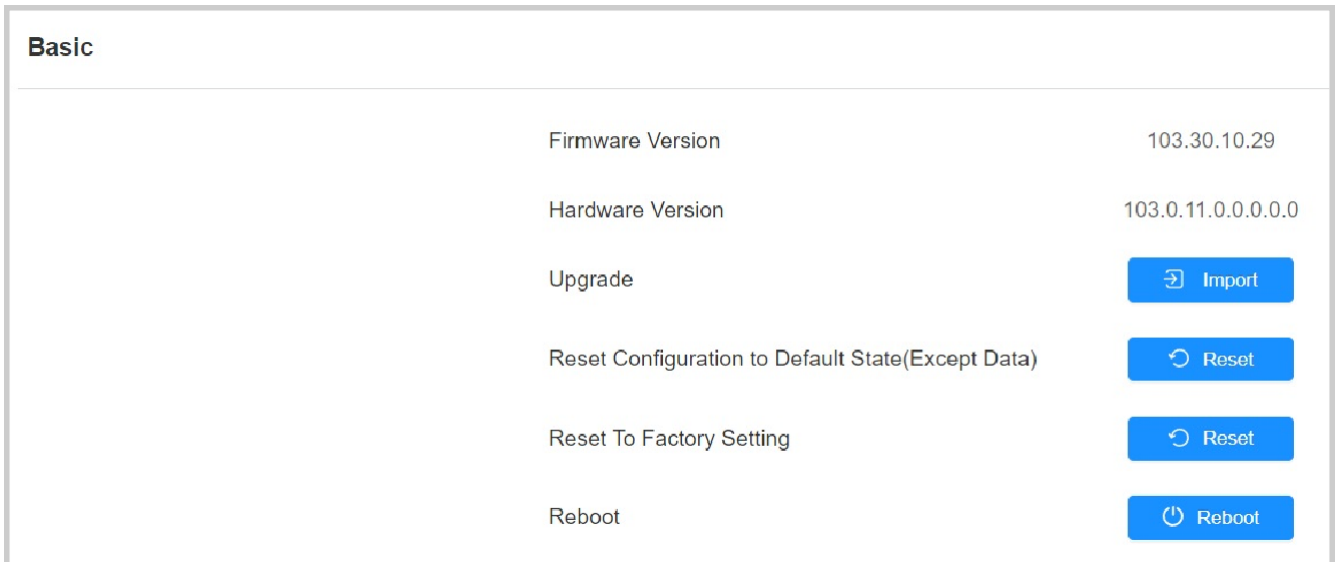 Basic
Firmware Version 103.30.10.29
Hardware Version 103.0.11.0.0.0.0.0
Upgrade Import
Reset Configuration to Default State(Except Data) Reset
Reset To Factory Setting Reset
Reboot Reboot